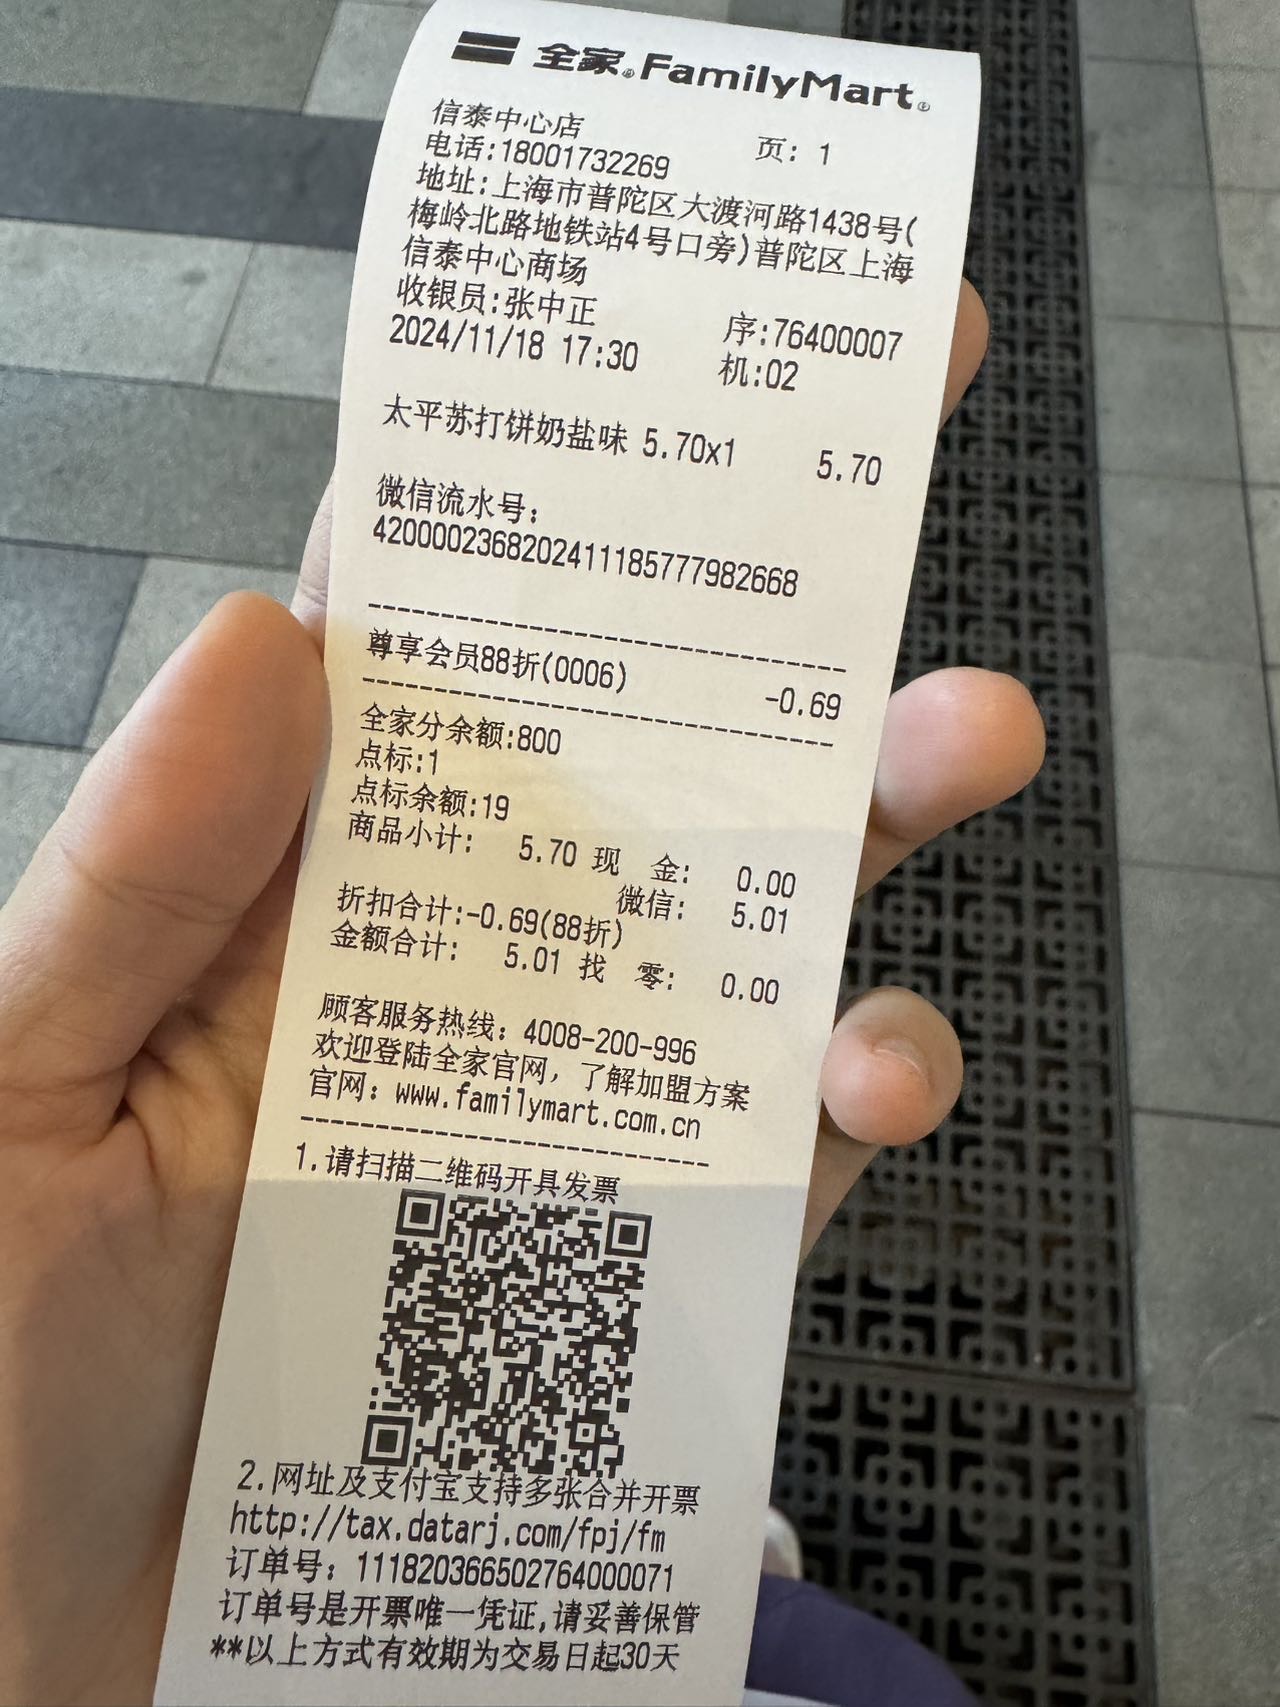 全家®FamilyMart®
信泰中心店 页: 1
电话:18001732269
地址:上海市普陀区大渡河路1438号(
梅岭北路地铁站4号口旁)普陀区上海
信泰中心商场
收银员:张中正 序:76400007
2024/11/18 17:30 机:02
太平苏打饼奶盐味 5.70x1 5.70
微信流水号:
4200002368202411185777982668
尊享会员88折(0006) -0.69
全家分余额:800
点标:1
点标余额:19
商品小计: 5.70 现 金: 0.00
微信: 5.01
折扣合计:-0.69(88折)
金额合计: 5.01 找 零: 0.00
顾客服务热线: 4008-200-996
欢迎登陆全家官网, 了解加盟方案
官网: www.familymart.com.cn
1.请扫描二维码开具发票
2.网址及支付宝支持多张合并开票
http://tax.datarj.com/fpj/fm
订单号: 111820366502764000071
订单号是开票唯一凭证,请妥善保管
**以上方式有效期为交易日起30天